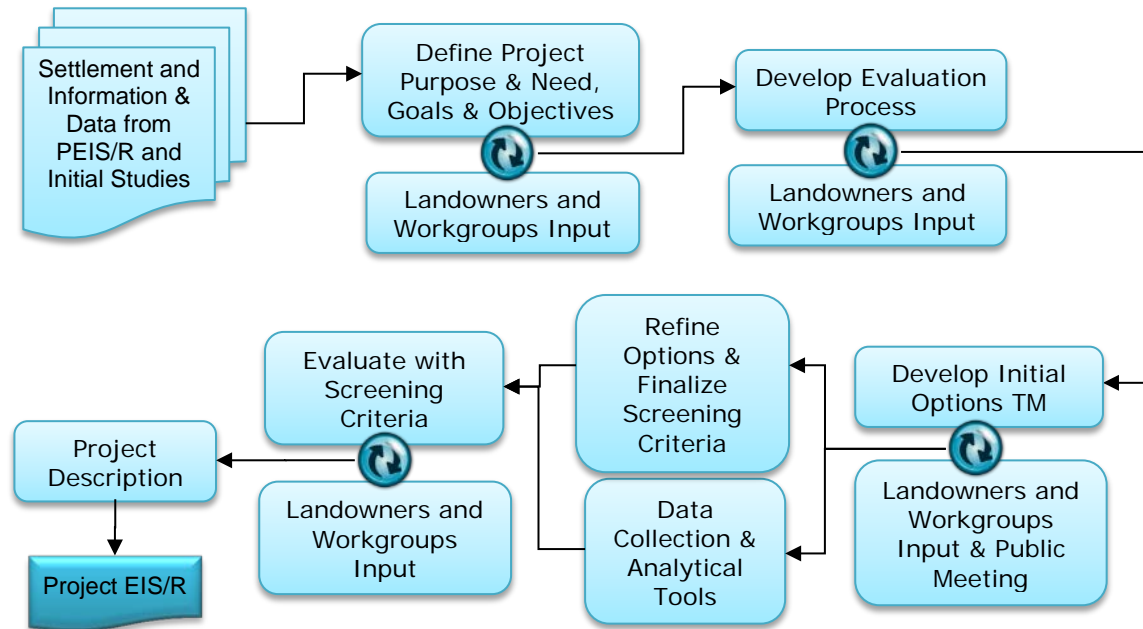 Settlement and
Information &
Data from
PEIS/R and
Initial Studies
Define Project
Purpose & Need,
Goals & Objectives
Landowners and
Workgroups Input
Develop Evaluation
Process
Landowners and
Workgroups Input
Develop Initial
Options TM
Landowners and
Workgroups
Input & Public
Meeting
Refine
Options &
Finalize
Screening
Criteria
Data
Collection &
Analytical
Tools
Evaluate with
Screening
Criteria
Landowners and
Workgroups
Input
Project
Description
Project EIS/R